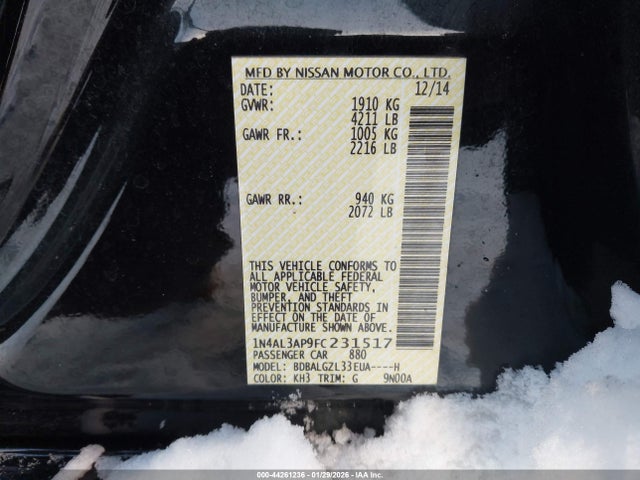 MFD BY NISSAN MOTOR CO., LTD.
DATE: 12/14
GVWR: 1910 KG
4211 LB
GAWR FR.: 1005 KG
2216 LB
GAWR RR.: 940 KG
2072 LB
THIS VEHICLE CONFORMS TO
ALL APPLICABLE FEDERAL
MOTOR VEHICLE SAFETY,
BUMPER, AND THEFT
PREVENTION STANDARDS IN
EFFECT ON THE DATE OF
MANUFACTURE SHOWN ABOVE.
1N4AL3AP9FC231517
PASSENGER CAR 880
MODEL: BDBALGZL33EUA----H
COLOR: KH3 TRIM: G 9N00A
000-44261236 - 01/29/2026 - IAA Inc.